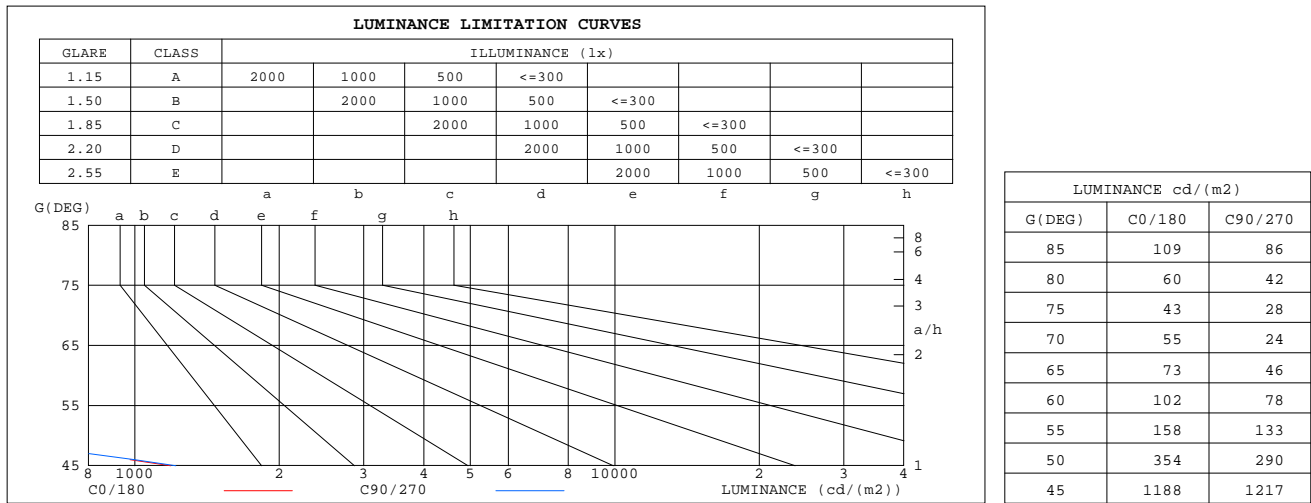 LUMINANCE LIMITATION CURVES
GLARE CLASS ILLUMINANCE (lx)
1.15 A 2000 1000 500 <=300
1.50 B 2000 1000 500 <=300
1.85 C 2000 1000 500 <=300
2.20 D 2000 1000 500 <=300
2.55 E 2000 1000 500 <=300
a b c d e f g h
G(DEG)
a b c d e f g h
85
75
65
55
45
8
6
4
3
a/h
2
1
8 1000 2 3 4 5 6 8 10000 2 3 4
C0/180 C90/270 LUMINANCE (cd/(m2))
LUMINANCE cd/(m2)
G(DEG) C0/180 C90/270
85 109 86
80 60 42
75 43 28
70 55 24
65 73 46
60 102 78
55 158 133
50 354 290
45 1188 1217